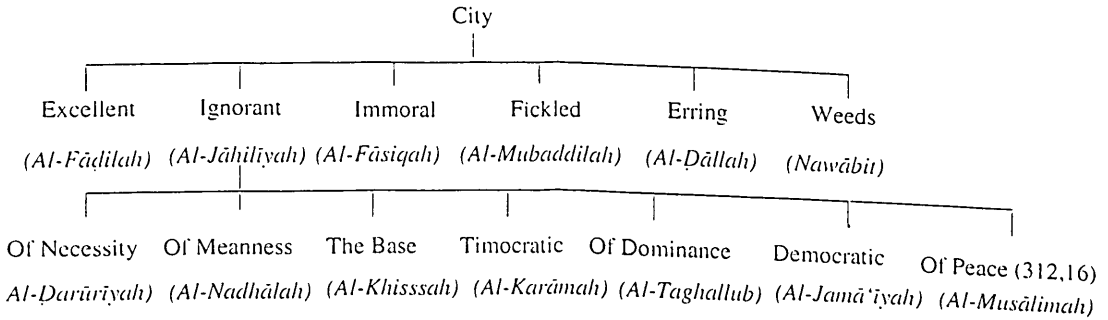 City
Excellent Ignorant Immoral Fickled Erring Weeds
(Al-Fāḍilah) (Al-Jāhilīyah) (Al-Fāsiqah) (Al-Mubaddilah) (Al-Ḍāllah) (Nawābit)
Of Necessity Of Meanness The Base Timocratic Of Dominance Democratic Of Peace (312,16)
Al-Ḍarūrīyah) (Al-Nadhālah) (Al-Khisssah) (Al-Karāmah) (Al-Taghallub) (Al-Jamā‘īyah) (Al-Musālimah)